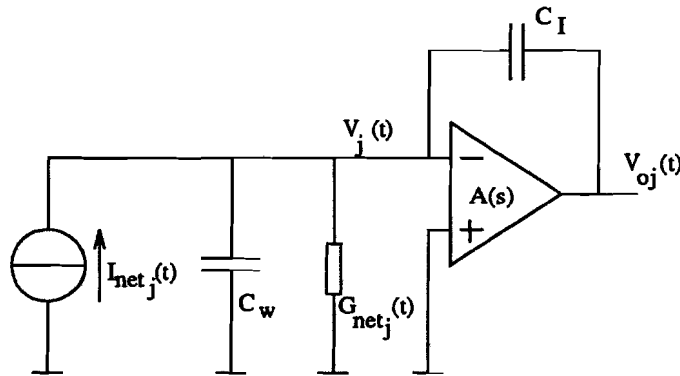 C_I
V_j(t)
−
A(s)
+
V_oj(t)
I_net_j(t)
C_w
G_net_j(t)